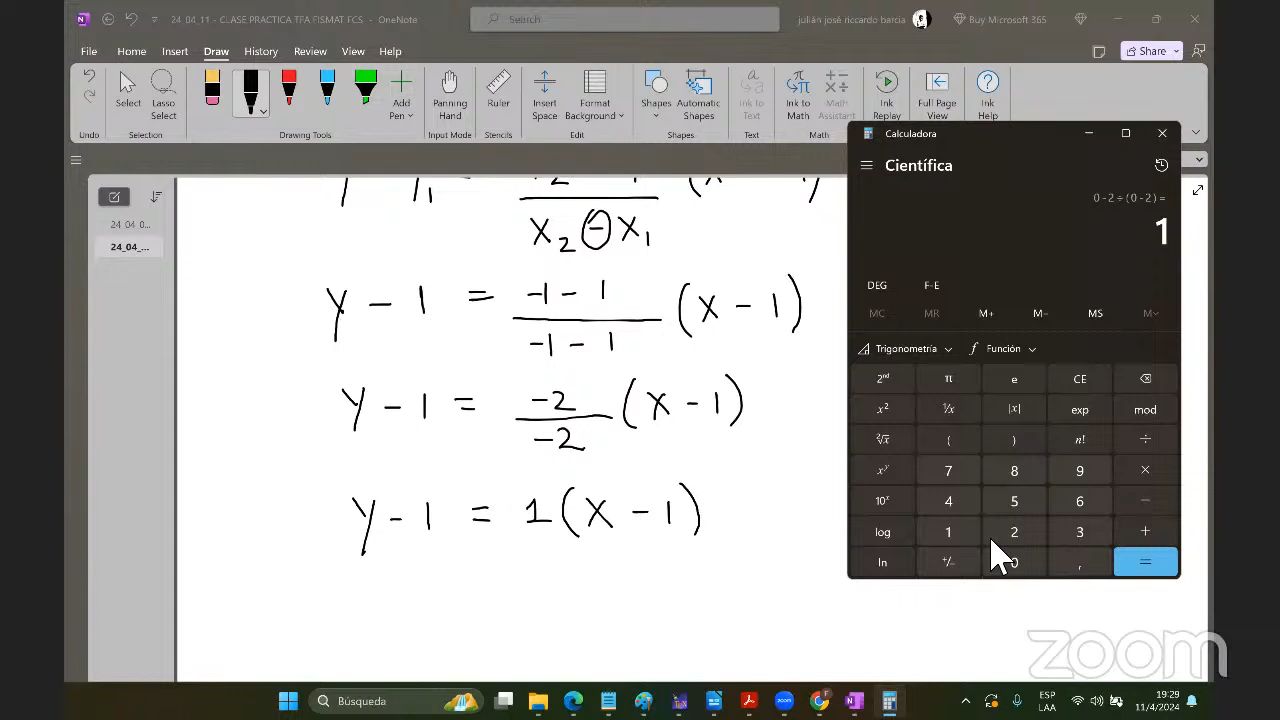 24_04_11 - CLASE PRACTICA TFA FISMAT FCS - OneNote
Search
julián josé riccardo barcia
Buy Microsoft 365
File Home Insert Draw History Review View Help
Share
Undo
Select
Lasso Select
Selection
Add Pen
Drawing Tools
Panning Hand
Input Mode
Ruler
Stencils
Insert Space
Format Background
Edit
Shapes
Automatic Shapes
Shapes
Ink to Text
Text
Ink to Math
Math Assistant
Math
Ink Replay
Full Page View
Ink Help
24_04_0...
24_04_...
x₂ - x₁
y - 1 = -1 - 1 / -1 - 1 (x - 1)
y - 1 = -2 / -2 (x - 1)
y - 1 = 1 (x - 1)
Calculadora
Científica
0 - 2 ÷ (0 - 2) =
1
DEG F-E
MC MR M+ M- MS M˅
Trigonometría Función
2ⁿᵈ π e CE
x² ¹/x |x| exp mod
²√x ( ) n! ÷
xʸ 7 8 9 ×
10ˣ 4 5 6 −
log 1 2 3 +
ln +/− 0 , =
zoom
Búsqueda
zoom
ESP
LAA
19:29
11/4/2024